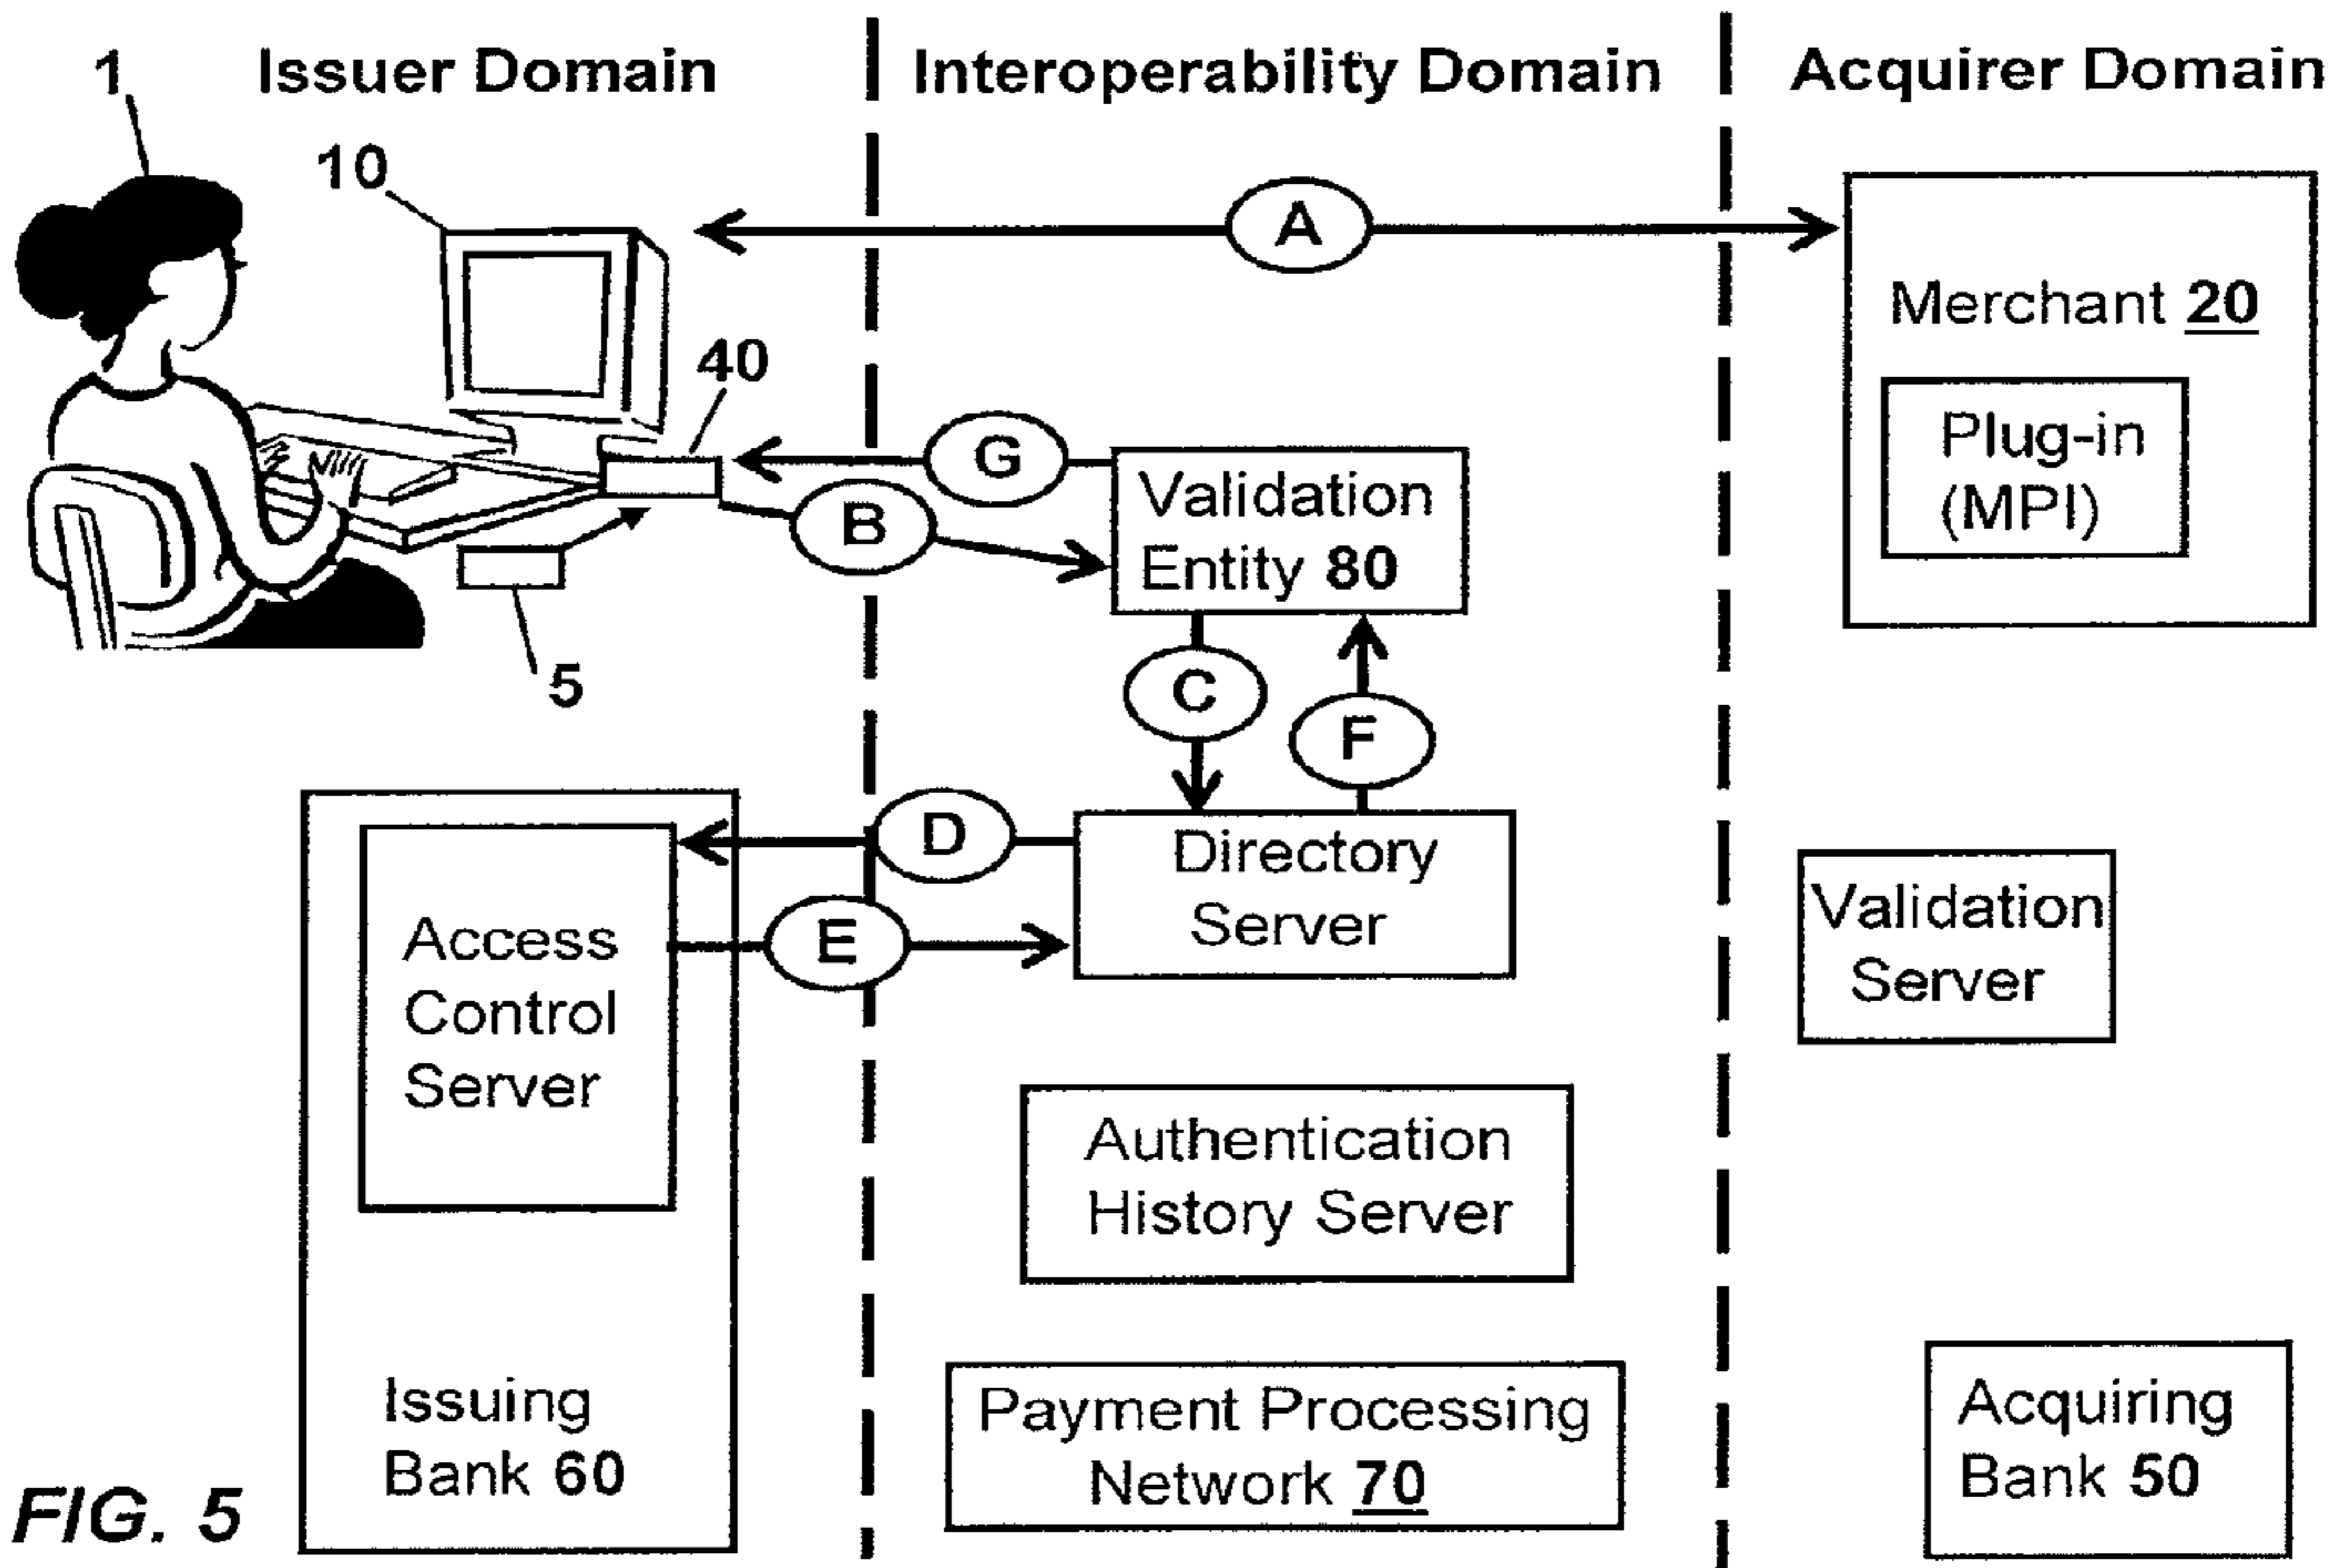 1
Issuer Domain
Interoperability Domain
Acquirer Domain
10
A
Merchant 20
Plug-in
(MPI)
40
G
B
Validation
Entity 80
5
C
F
D
E
Directory
Server
Access
Control
Server
Validation
Server
Authentication
History Server
Issuing
Bank 60
Payment Processing
Network 70
Acquiring
Bank 50
FIG. 5